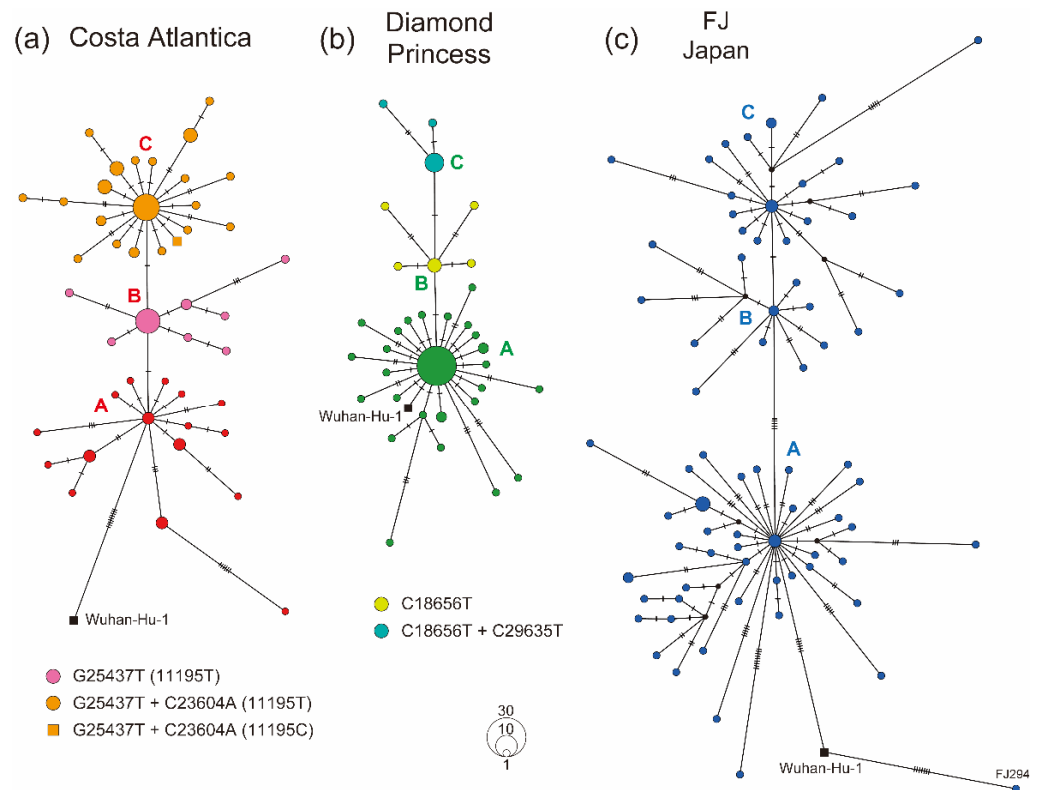 (a) Costa Atlantica
(b) Diamond
Princess
(c) FJ
Japan
C
B
A
Wuhan-Hu-1
G25437T (11195T)
G25437T + C23604A (11195T)
G25437T + C23604A (11195C)
C
B
A
Wuhan-Hu-1
C18656T
C18656T + C29635T
30
10
1
C
B
A
Wuhan-Hu-1
FJ294